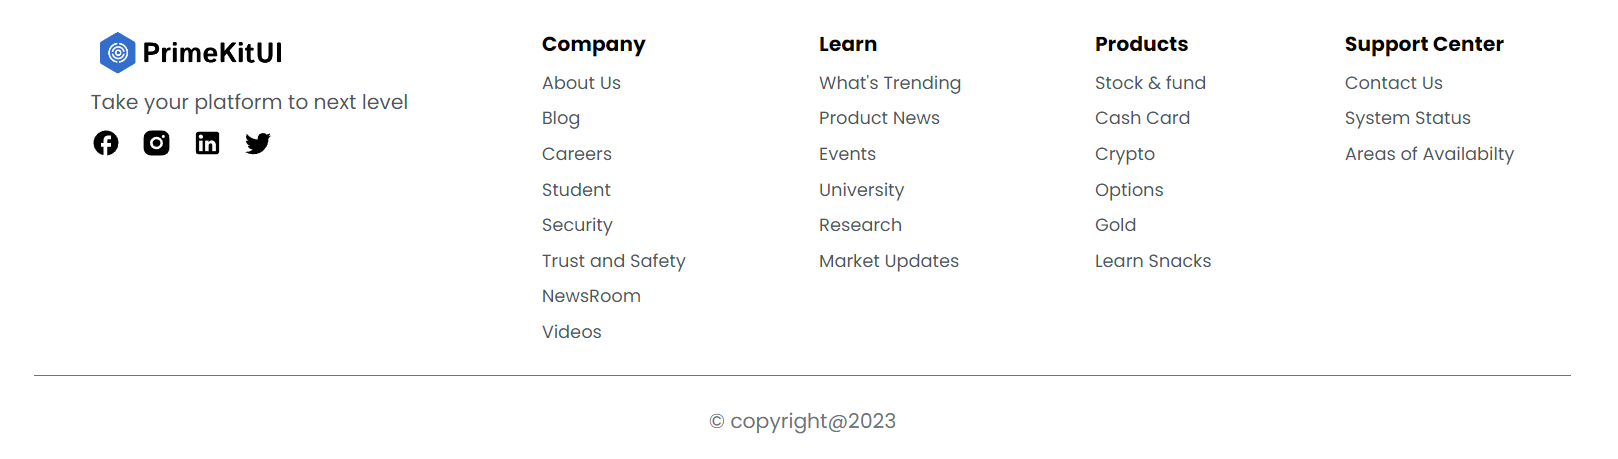 PrimeKitUI
Take your platform to next level
Company
About Us
Blog
Careers
Student
Security
Trust and Safety
NewsRoom
Videos
Learn
What's Trending
Product News
Events
University
Research
Market Updates
Products
Stock & fund
Cash Card
Crypto
Options
Gold
Learn Snacks
Support Center
Contact Us
System Status
Areas of Availabilty
© copyright@2023